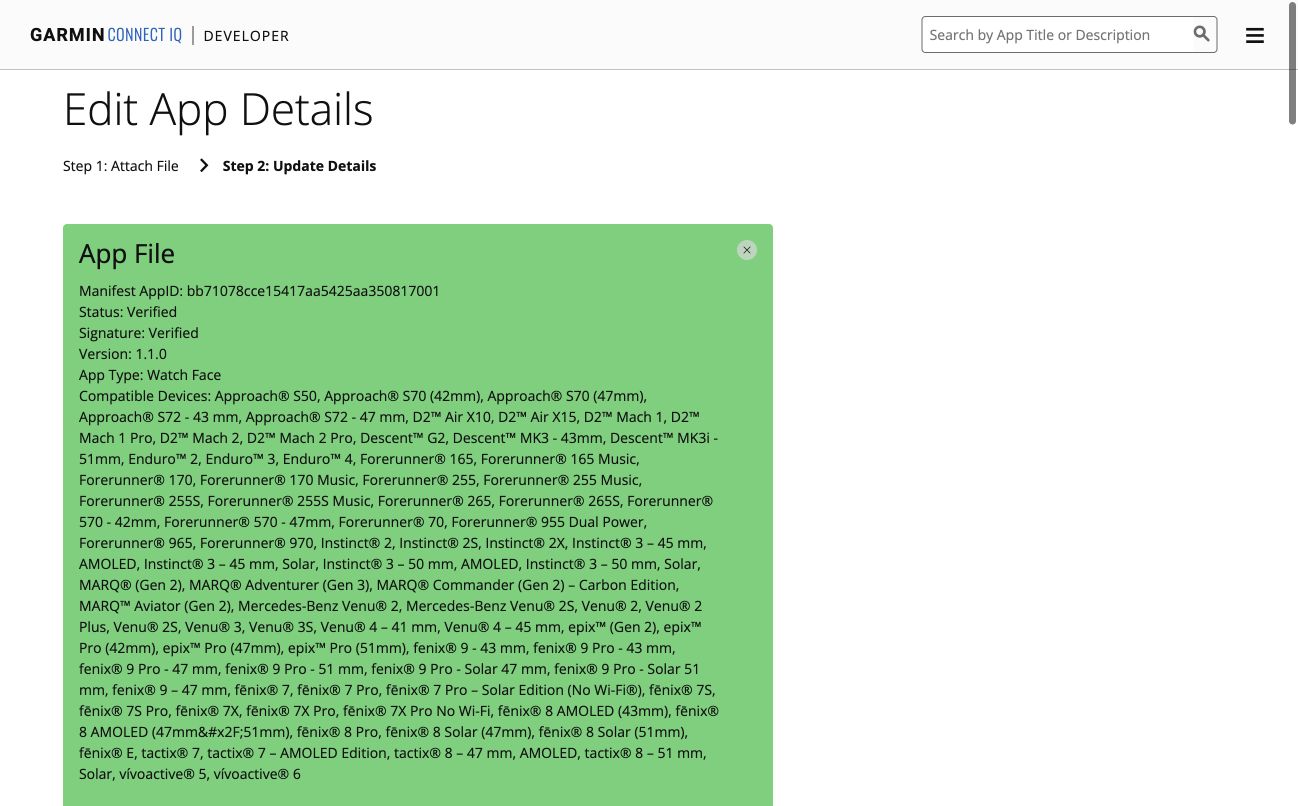 GARMIN CONNECT IQ | DEVELOPER
Search by App Title or Description
Edit App Details
Step 1: Attach File
Step 2: Update Details
App File
Manifest AppID: bb71078cce15417aa5425aa350817001
Status: Verified
Signature: Verified
Version: 1.1.0
App Type: Watch Face
Compatible Devices: Approach® S50, Approach® S70 (42mm), Approach® S70 (47mm),
Approach® S72 - 43 mm, Approach® S72 - 47 mm, D2™ Air X10, D2™ Air X15, D2™ Mach 1, D2™
Mach 1 Pro, D2™ Mach 2, D2™ Mach 2 Pro, Descent™ G2, Descent™ MK3 - 43mm, Descent™ MK3i -
51mm, Enduro™ 2, Enduro™ 3, Enduro™ 4, Forerunner® 165, Forerunner® 165 Music,
Forerunner® 170, Forerunner® 170 Music, Forerunner® 255, Forerunner® 255 Music,
Forerunner® 255S, Forerunner® 255S Music, Forerunner® 265, Forerunner® 265S, Forerunner®
570 - 42mm, Forerunner® 570 - 47mm, Forerunner® 70, Forerunner® 955 Dual Power,
Forerunner® 965, Forerunner® 970, Instinct® 2, Instinct® 2S, Instinct® 2X, Instinct® 3 – 45 mm,
AMOLED, Instinct® 3 – 45 mm, Solar, Instinct® 3 – 50 mm, AMOLED, Instinct® 3 – 50 mm, Solar,
MARQ® (Gen 2), MARQ® Adventurer (Gen 3), MARQ® Commander (Gen 2) – Carbon Edition,
MARQ™ Aviator (Gen 2), Mercedes-Benz Venu® 2, Mercedes-Benz Venu® 2S, Venu® 2, Venu® 2
Plus, Venu® 2S, Venu® 3, Venu® 3S, Venu® 4 – 41 mm, Venu® 4 – 45 mm, epix™ (Gen 2), epix™
Pro (42mm), epix™ Pro (47mm), epix™ Pro (51mm), fenix® 9 - 43 mm, fenix® 9 Pro - 43 mm,
fenix® 9 Pro - 47 mm, fenix® 9 Pro - 51 mm, fenix® 9 Pro - Solar 47 mm, fenix® 9 Pro - Solar 51
mm, fenix® 9 – 47 mm, fēnix® 7, fēnix® 7 Pro, fēnix® 7 Pro – Solar Edition (No Wi-Fi®), fēnix® 7S,
fēnix® 7S Pro, fēnix® 7X, fēnix® 7X Pro, fēnix® 7X Pro No Wi-Fi, fēnix® 8 AMOLED (43mm), fēnix®
8 AMOLED (47mm&#x2F;51mm), fēnix® 8 Pro, fēnix® 8 Solar (47mm), fēnix® 8 Solar (51mm),
fēnix® E, tactix® 7, tactix® 7 – AMOLED Edition, tactix® 8 – 47 mm, AMOLED, tactix® 8 – 51 mm,
Solar, vívoactive® 5, vívoactive® 6